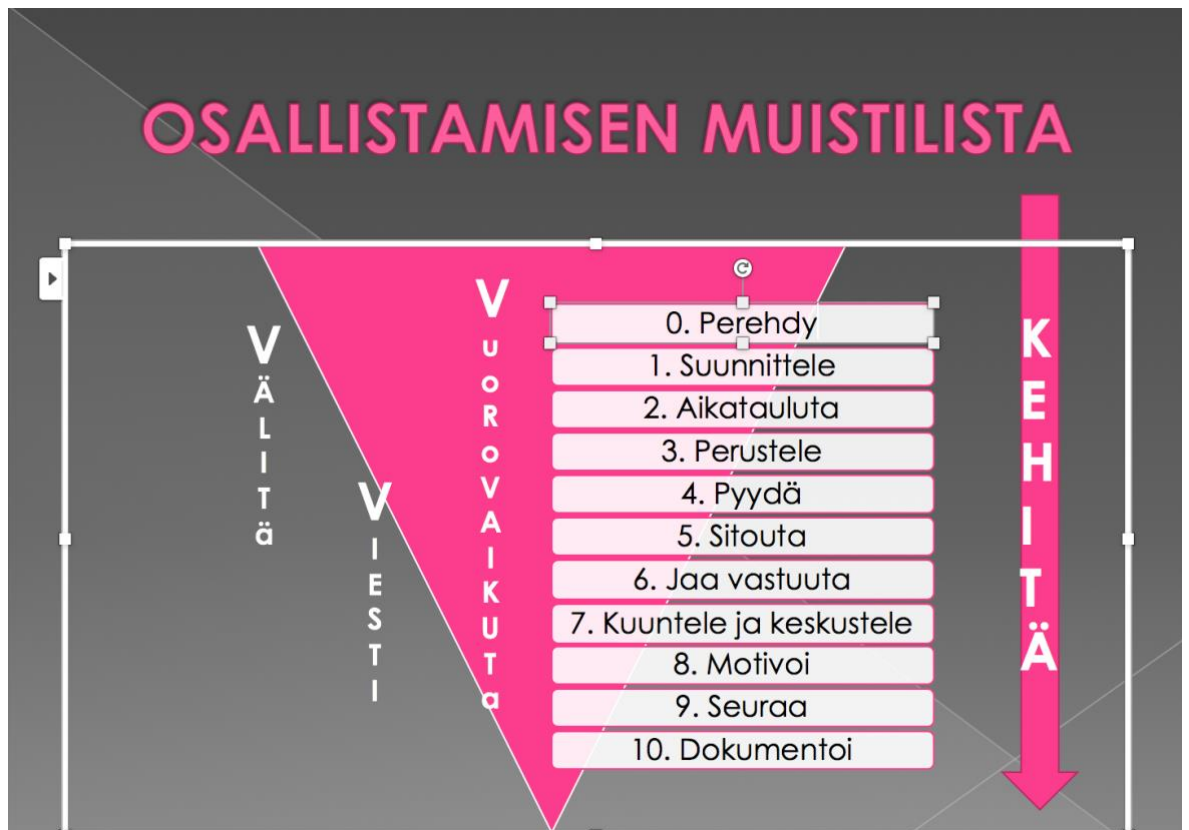 OSALLISTAMISEN MUISTILISTA
VÄLITä
VIESTI
VuoRoVAIKUTa
0. Perehdy
1. Suunnittele
2. Aikatauluta
3. Perustele
4. Pyydä
5. Sitouta
6. Jaa vastuuta
7. Kuuntele ja keskustele
8. Motivoi
9. Seuraa
10. Dokumentoi
KEHITÄ